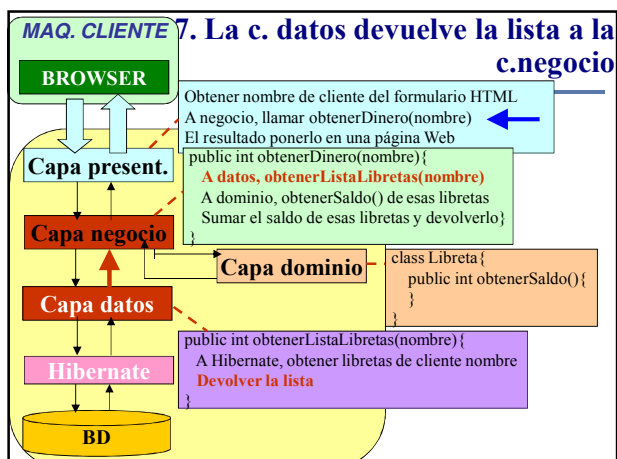 MAQ. CLIENTE
7. La c. datos devuelve la lista a la
c.negocio
BROWSER
Obtener nombre de cliente del formulario HTML
A negocio, llamar obtenerDinero(nombre)
El resultado ponerlo en una página Web
Capa present.
public int obtenerDinero(nombre){
A datos, obtenerListaLibretas(nombre)
A dominio, obtenerSaldo() de esas libretas
Sumar el saldo de esas libretas y devolverlo}
}
Capa negocio
Capa dominio
class Libreta{
public int obtenerSaldo(){
}
}
Capa datos
public int obtenerListaLibretas(nombre){
A Hibernate, obtener libretas de cliente nombre
Devolver la lista
}
Hibernate
BD